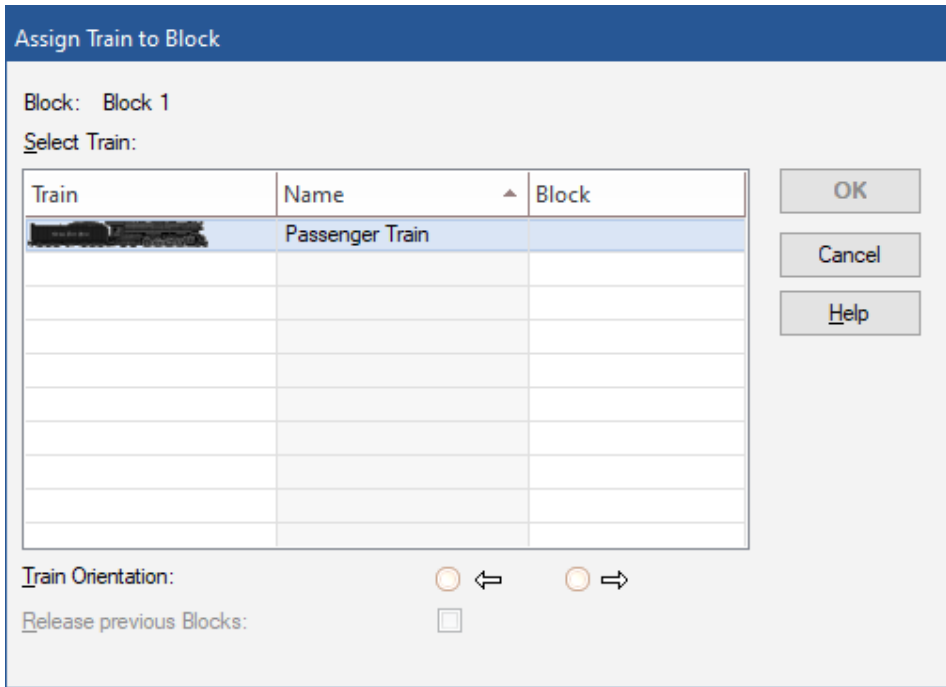 Assign Train to Block
Block: Block 1
Select Train:
Train Name Block
OK
Passenger Train
Cancel
Help
Train Orientation:
Release previous Blocks: